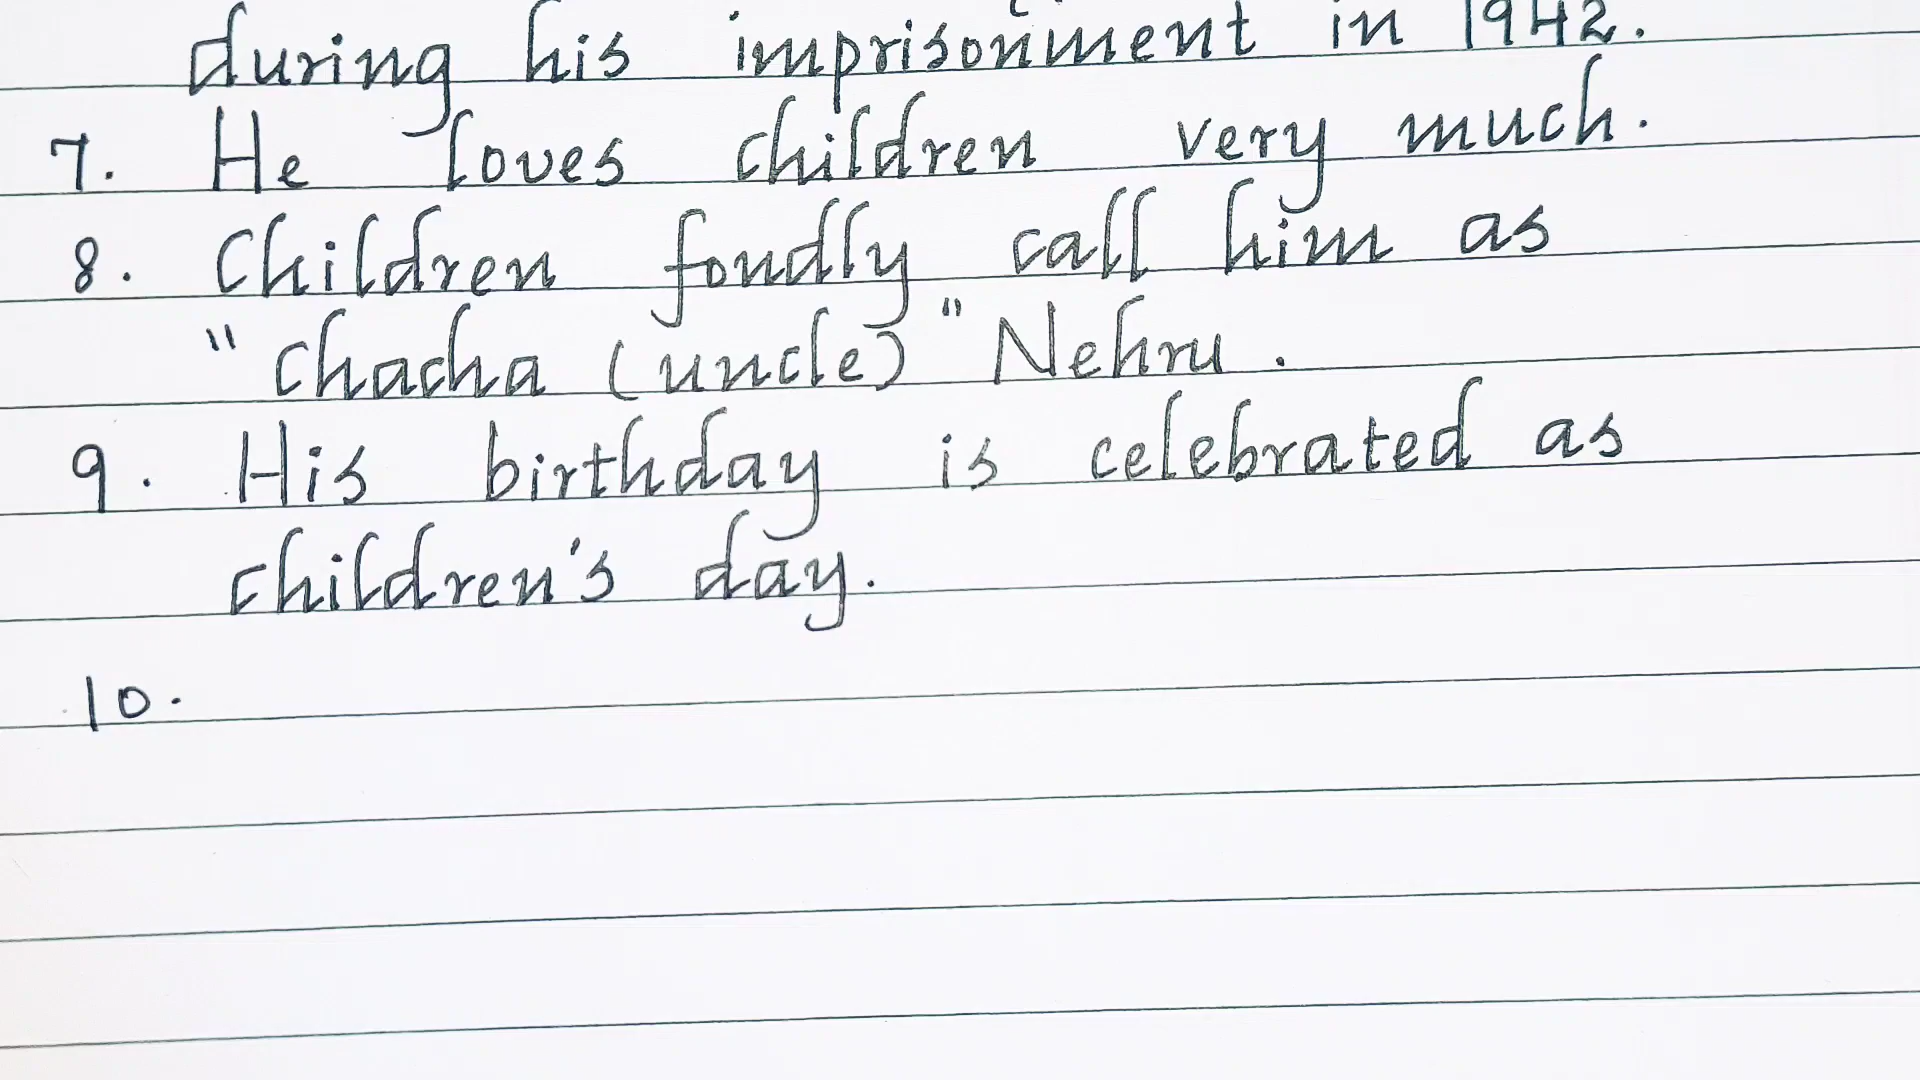 during his imprisonment in 1942.
7. He loves children very much.
8. Children fondly call him as
"chacha (uncle)" Nehru.
9. His birthday is celebrated as
children's day.
10.